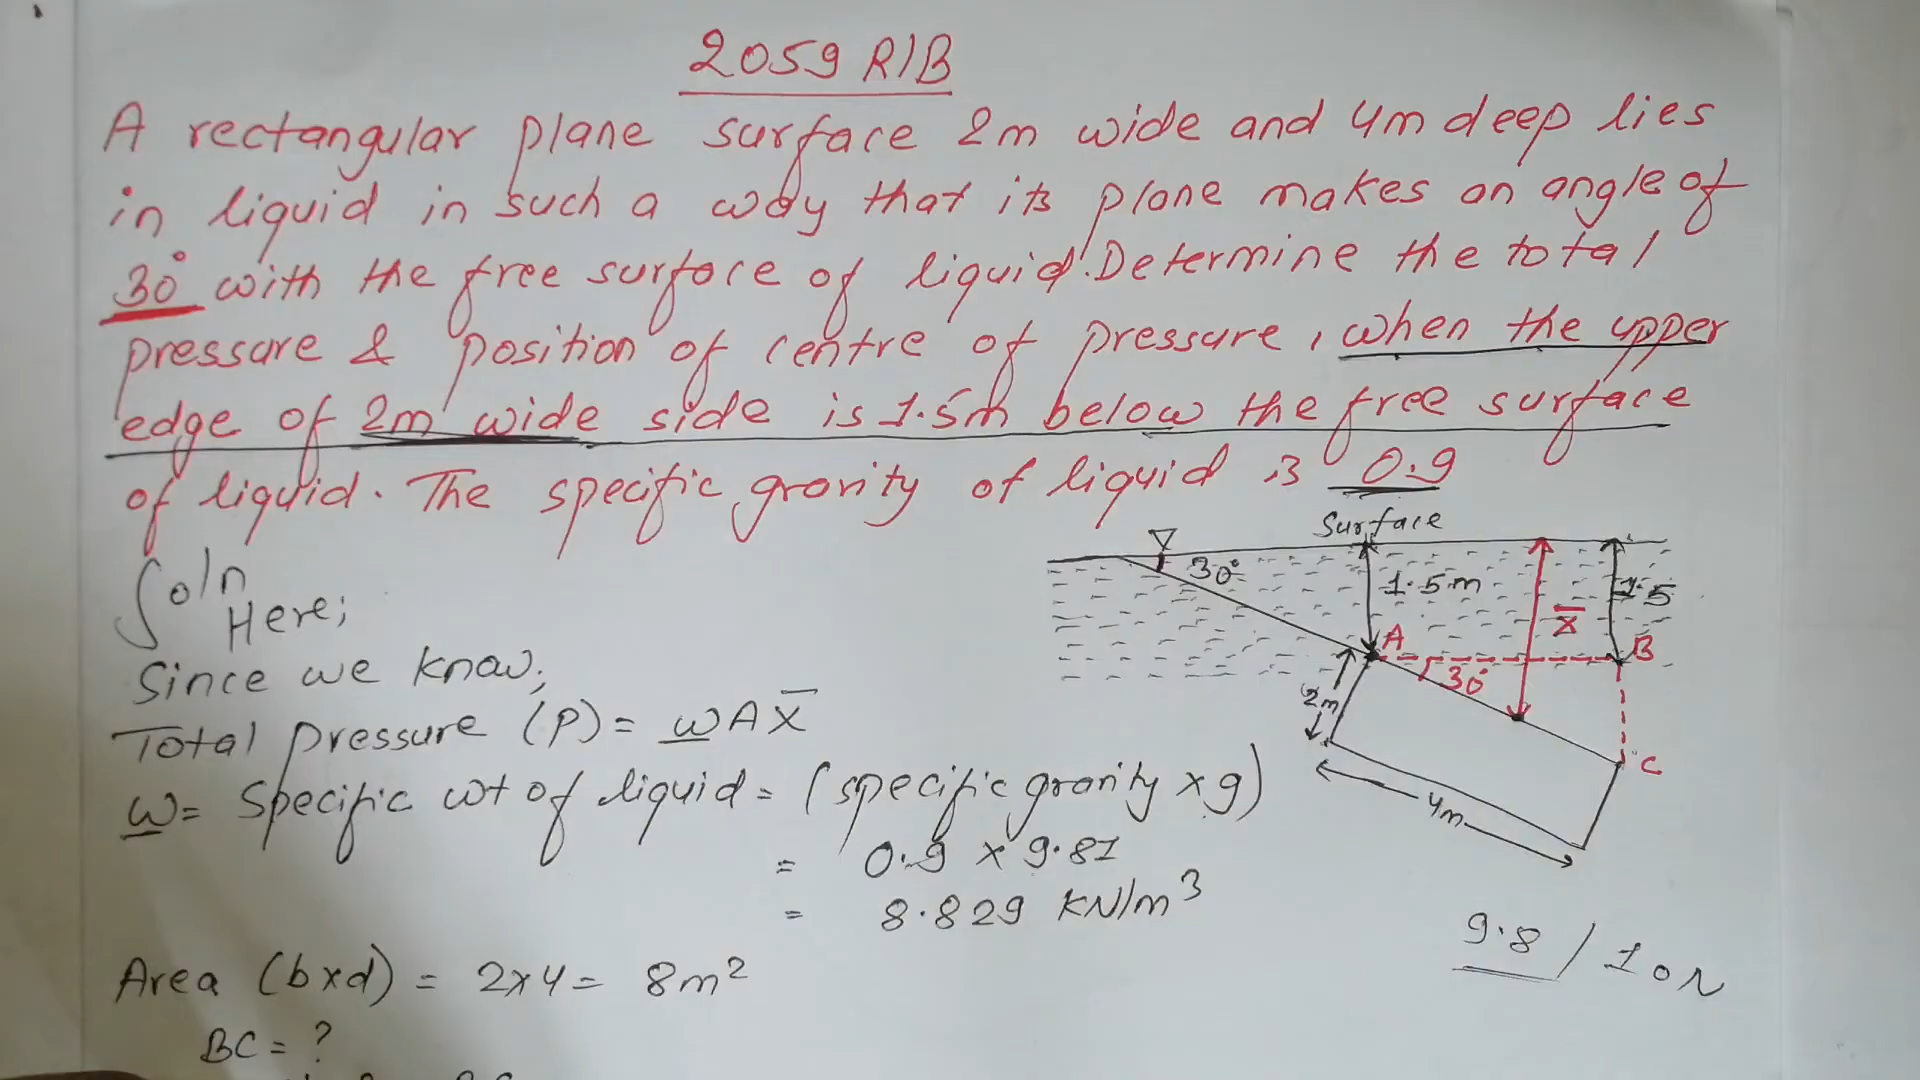 2059 R/B
A rectangular plane surface 2m wide and 4m deep lies
in liquid in such a way that its plane makes an angle of
30° with the free surface of liquid. Determine the total
pressure & position of centre of pressure, when the upper
edge of 2m wide side is 1.5m below the free surface
of liquid. The specific gravity of liquid is 0.9
Surface
30°
1.5m
x̄
1.5
A
B
30°
2m
C
4m
Soln
Here;
Since we know;
Total pressure (P) = wAx̄
w = Specific wt of liquid = (specific gravity x g)
= 0.9 x 9.81
= 8.829 KN/m³
9.8 / 10
Area (bxd) = 2x4 = 8m²
BC = ?